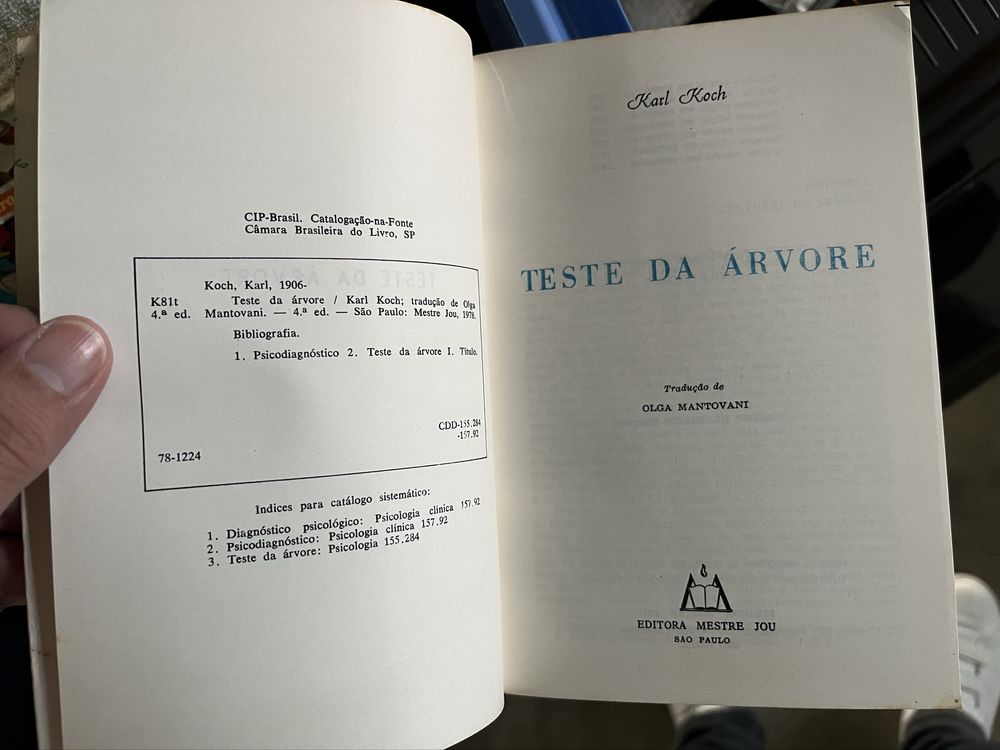 CIP-Brasil. Catalogação-na-Fonte
Câmara Brasileira do Livro, SP
Koch, Karl, 1906-
K81t Teste da árvore / Karl Koch; tradução de Olga
4.ª ed. Mantovani. — 4.ª ed. — São Paulo: Mestre Jou, 1978.
Bibliografia.
1. Psicodiagnóstico 2. Teste da árvore I. Título.
CDD-155.284
-157.92
78-1224
Indices para catálogo sistemático:
1. Diagnóstico psicológico: Psicologia clínica 157.92
2. Psicodiagnóstico: Psicologia clínica 157.92
3. Teste da árvore: Psicologia 155.284
Karl Koch
TESTE DA ÁRVORE
Tradução de
OLGA MANTOVANI
EDITORA MESTRE JOU
SAO PAULO